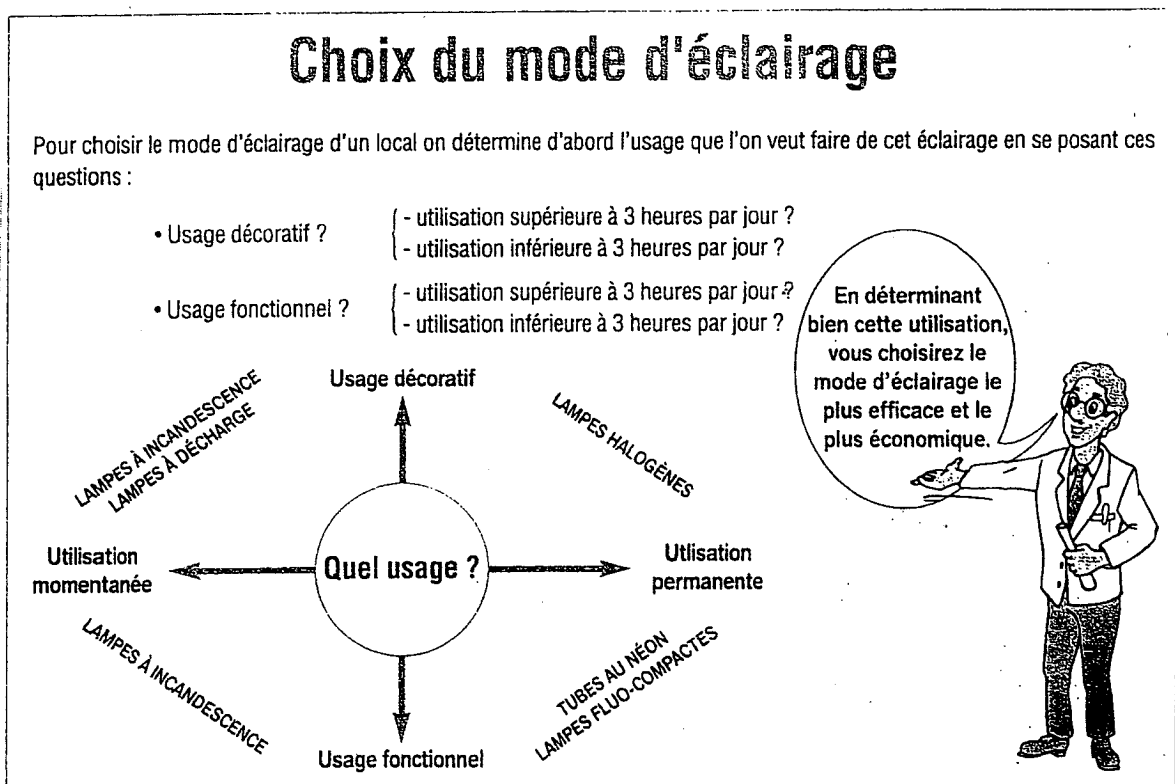 Choix du mode d'éclairage
Pour choisir le mode d'éclairage d'un local on détermine d'abord l'usage que l'on veut faire de cet éclairage en se posant ces
questions :
• Usage décoratif ?
- utilisation supérieure à 3 heures par jour ?
- utilisation inférieure à 3 heures par jour ?
• Usage fonctionnel ?
- utilisation supérieure à 3 heures par jour ?
- utilisation inférieure à 3 heures par jour ?
En déterminant
bien cette utilisation,
vous choisirez le
mode d'éclairage le
plus efficace et le
plus économique.
Usage décoratif
LAMPES À INCANDESCENCE
LAMPES À DÉCHARGE
LAMPES HALOGÈNES
Utilisation
momentanée
Quel usage ?
Utlisation
permanente
LAMPES À INCANDESCENCE
TUBES AU NÉON
LAMPES FLUO-COMPACTES
Usage fonctionnel